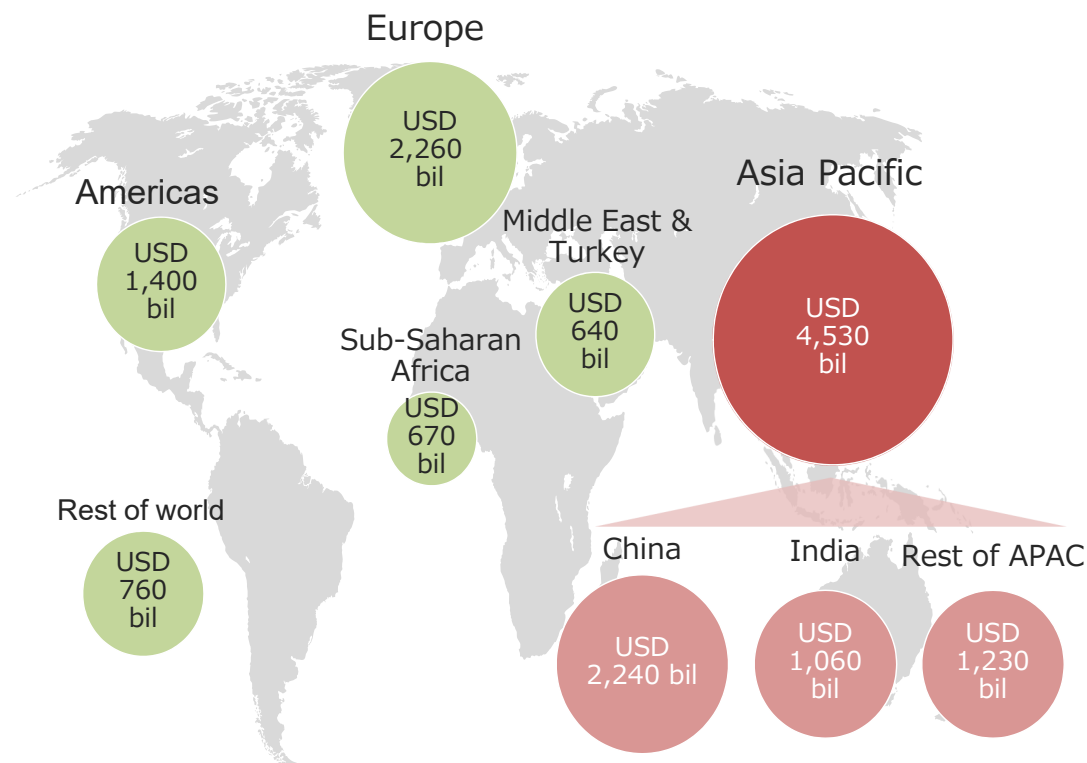 Europe
USD
2,260
bil
Americas
USD
1,400
bil
Asia Pacific
USD
4,530
bil
Middle East &
Turkey
USD
640
bil
Sub-Saharan
Africa
USD
670
bil
Rest of world
USD
760
bil
China
USD
2,240 bil
India
USD
1,060
bil
Rest of APAC
USD
1,230
bil